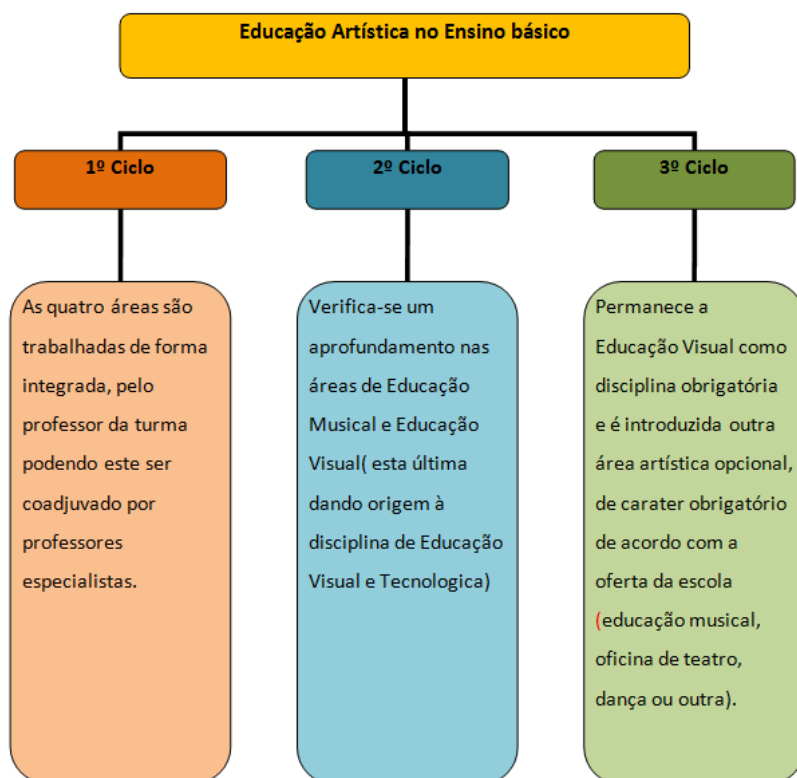 Educação Artística no Ensino básico
1º Ciclo
2º Ciclo
3º Ciclo
As quatro áreas são
trabalhadas de forma
integrada, pelo
professor da turma
podendo este ser
coadjuvado por
professores
especialistas.
Verifica-se um
aprofundamento nas
áreas de Educação
Musical e Educação
Visual( esta última
dando origem à
disciplina de Educação
Visual e Tecnologica)
Permanece a
Educação Visual como
disciplina obrigatória
e é introduzida outra
área artística opcional,
de carater obrigatório
de acordo com a
oferta da escola
(educação musical,
oficina de teatro,
dança ou outra).